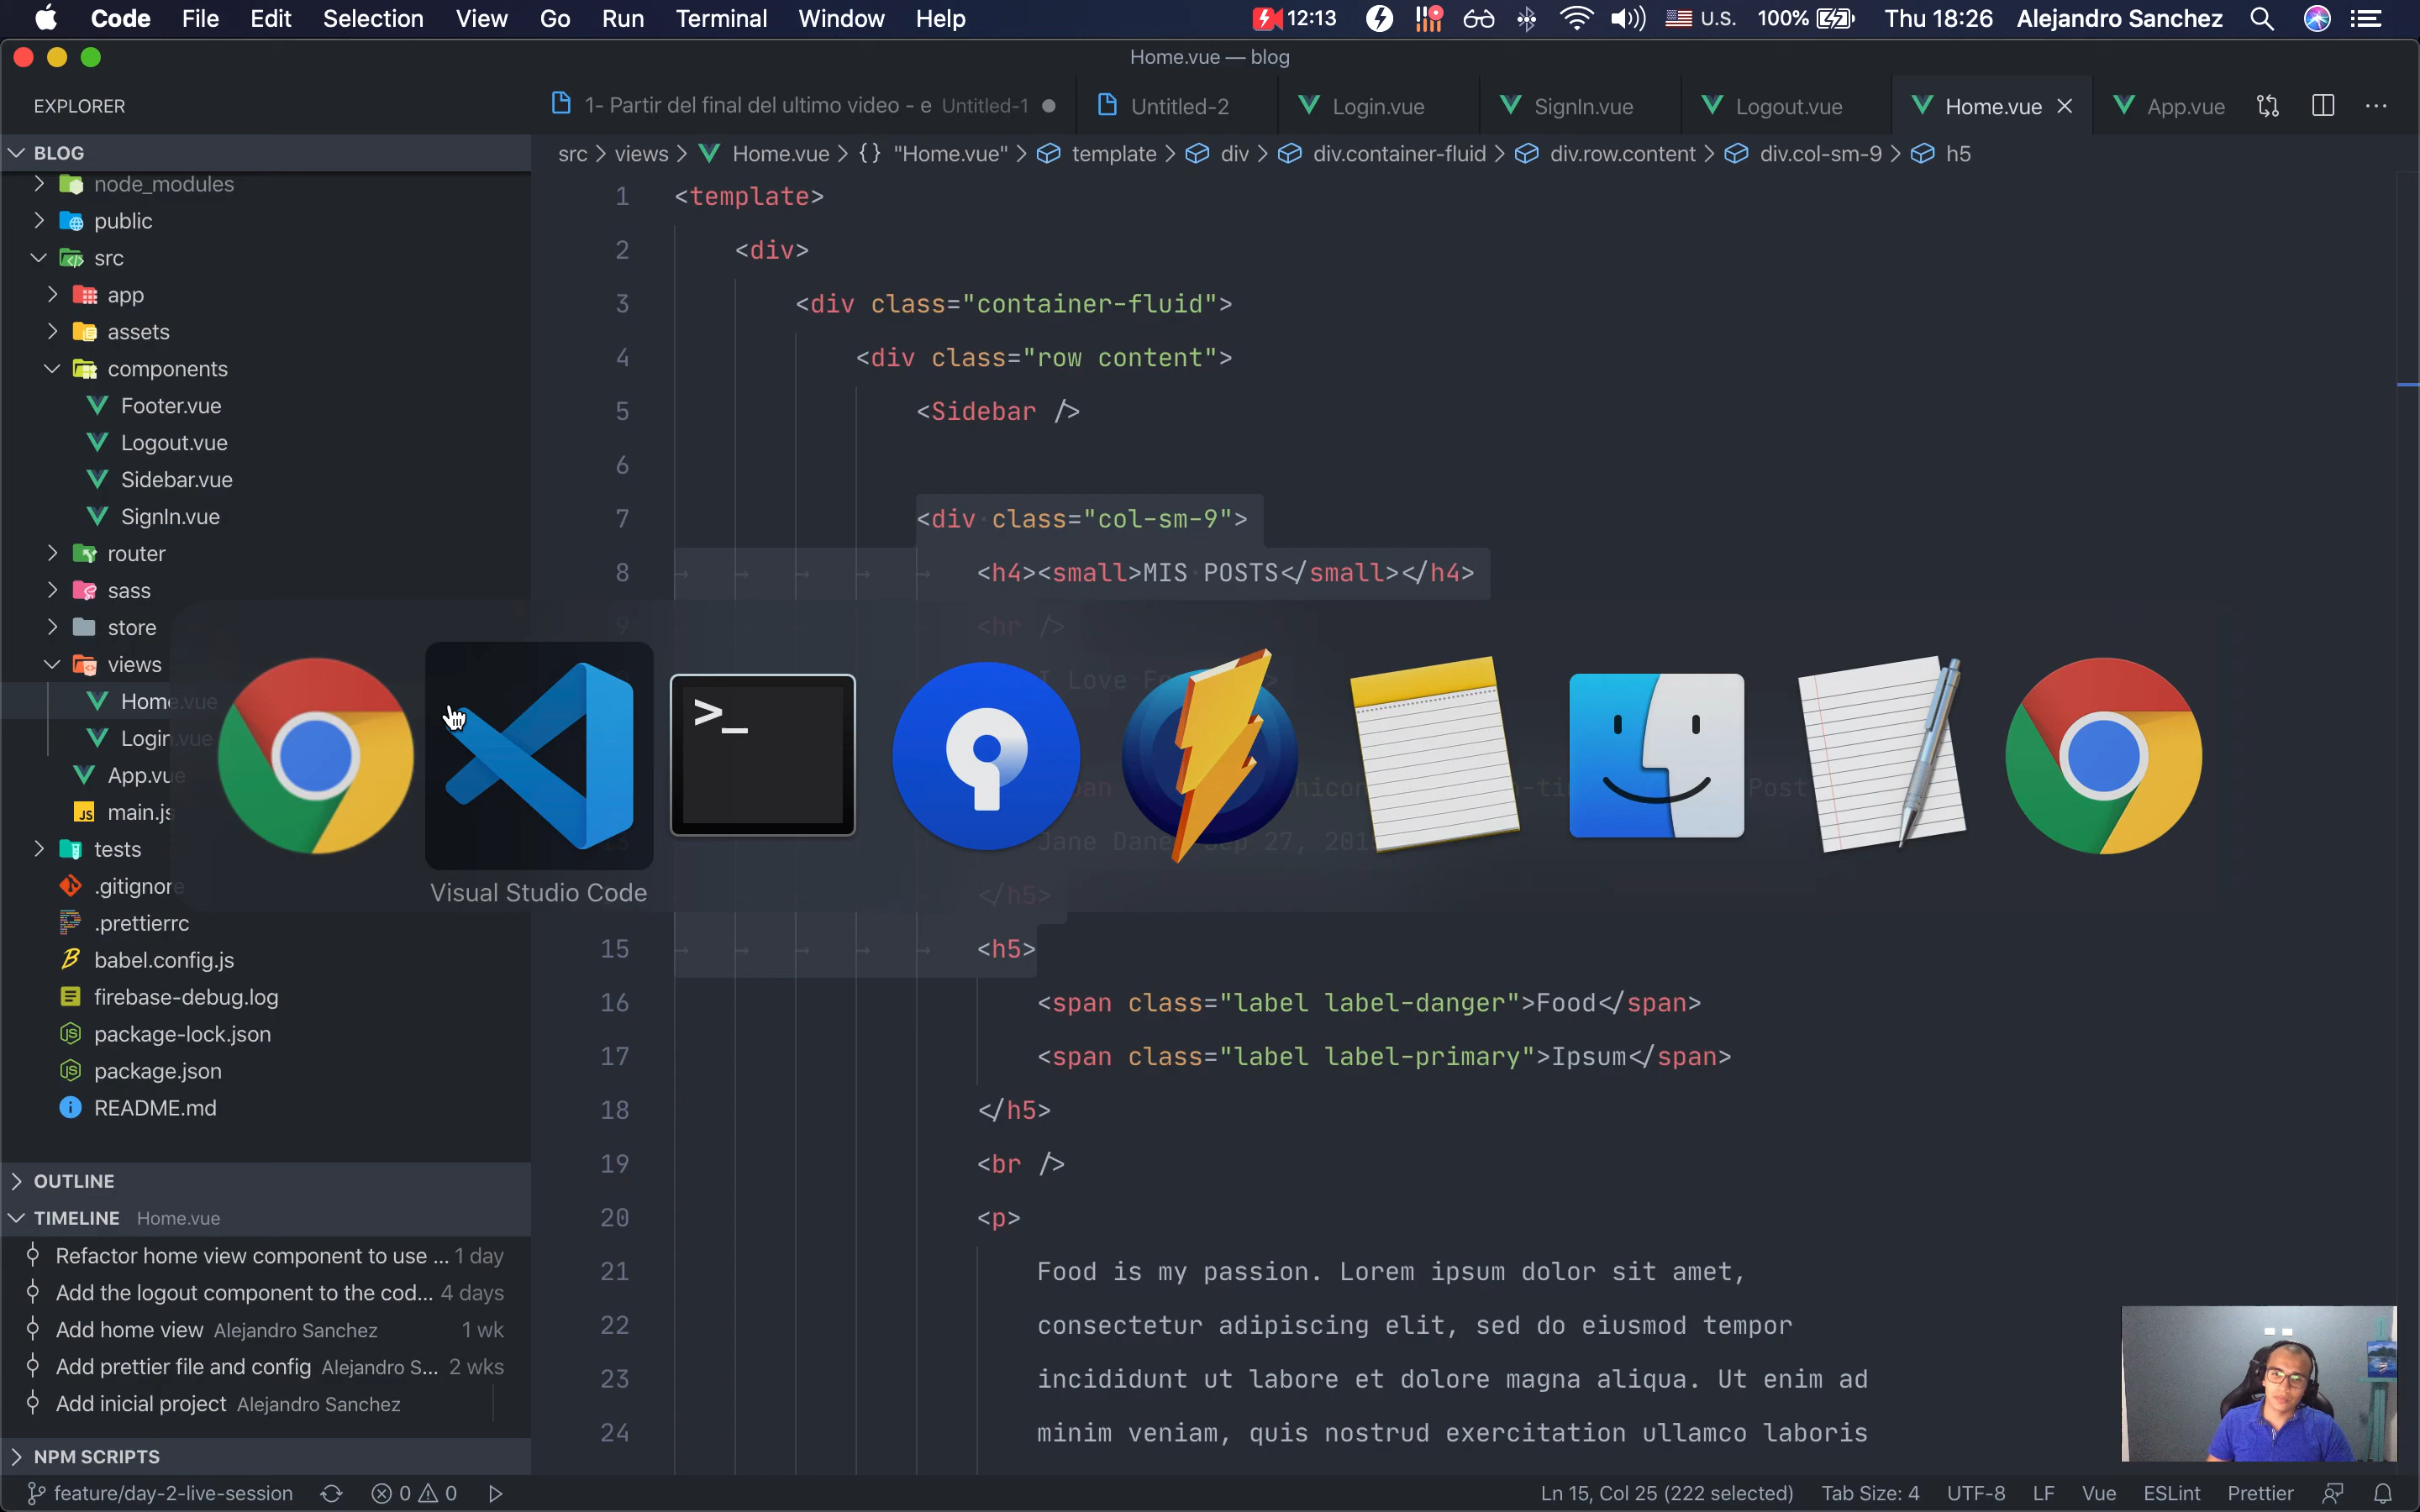 Code File Edit Selection View Go Run Terminal Window Help 12:13 U.S. 100% Thu 18:26 Alejandro Sanchez
Home.vue — blog
EXPLORER
1- Partir del final del ultimo video - e Untitled-1 Untitled-2 Login.vue SignIn.vue Logout.vue Home.vue App.vue
BLOG
src > views > Home.vue > {} "Home.vue" > template > div > div.container-fluid > div.row.content > div.col-sm-9 > h5
node_modules
public
src
app
assets
components
Footer.vue
Logout.vue
Sidebar.vue
SignIn.vue
router
sass
store
views
Home.vue
Login.vue
App.vue
main.js
tests
.gitignore
.prettierrc
babel.config.js
firebase-debug.log
package-lock.json
package.json
README.md
OUTLINE
TIMELINE Home.vue
Refactor home view component to use ... 1 day
Add the logout component to the cod... 4 days
Add home view Alejandro Sanchez 1 wk
Add prettier file and config Alejandro S... 2 wks
Add inicial project Alejandro Sanchez
NPM SCRIPTS
1 <template>
2 <div>
3 <div class="container-fluid">
4 <div class="row content">
5 <Sidebar />
6
7 <div class="col-sm-9">
8 <h4><small>MIS POSTS</small></h4>
9 <hr />
I Love Fo
Post
13 Jane Dane Sep 27, 201
</h5>
Visual Studio Code
15 <h5>
16 <span class="label label-danger">Food</span>
17 <span class="label label-primary">Ipsum</span>
18 </h5>
19 <br />
20 <p>
21 Food is my passion. Lorem ipsum dolor sit amet,
22 consectetur adipiscing elit, sed do eiusmod tempor
23 incididunt ut labore et dolore magna aliqua. Ut enim ad
24 minim veniam, quis nostrud exercitation ullamco laboris
feature/day-2-live-session 0 0 Ln 15, Col 25 (222 selected) Tab Size: 4 UTF-8 LF Vue ESLint Prettier